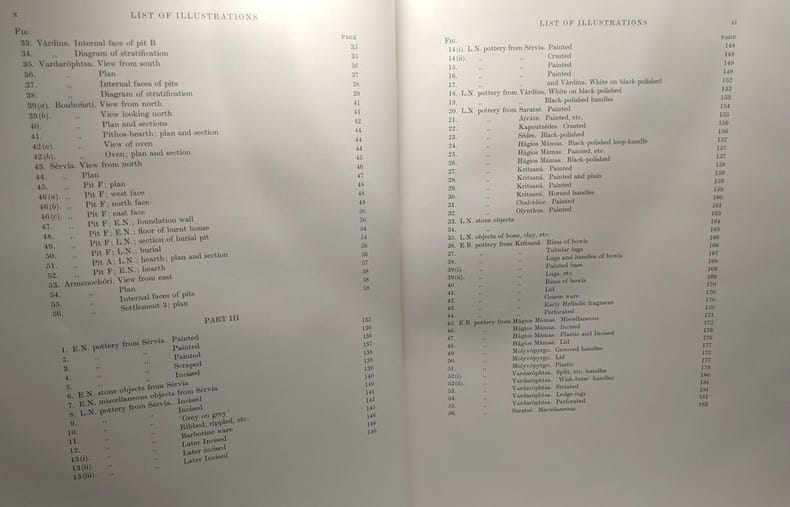 x
LIST OF ILLUSTRATIONS
FIG. PAGE
33. Várdina. Internal face of pit B 35
34. ,, Diagram of stratification 35
35. Vardaróphtsa. View from south 36
36. ,, Plan 37
37. ,, Internal faces of pits 38
38. ,, Diagram of stratification 39
39(a). Boubousti. View from north 41
39(b). ,, View looking north 41
40. ,, Plan and sections 42
41. ,, Pithos-hearth; plan and section 44
42(a). ,, View of oven 44
42(b). ,, Oven; plan and section 44
43. Sérvia. View from north 45
44. ,, Plan 46
45. ,, Pit F; plan 47
46(a). ,, Pit F; west face 48
46(b). ,, Pit F; north face 48
46(c). ,, Pit F; east face 48
47. ,, Pit F; E.N.; foundation wall 50
48. ,, Pit F; E.N.; floor of burnt house 50
49. ,, Pit F; L.N.; section of burial pit 54
50. ,, Pit F; L.N.; burial 54
51. ,, Pit A; L.N.; hearth; plan and section 56
52. ,, Pit F; E.N.; hearth 56
53. Armenochóri. View from east 57
54. ,, Plan 58
55. ,, Internal faces of pits 58
56. ,, Settlement 3; plan 58
PART III
1. E.N. pottery from Sérvia. Painted 135
2. ,, ,, Painted 136
3. ,, ,, Painted 136
4. ,, ,, Scraped 137
5. ,, ,, Incised 138
6. E.N. stone objects from Sérvia
7. E.N. miscellaneous objects from Sérvia
8. L.N. pottery from Sérvia. Incised 140
9. ,, ,, Incised
10. ,, ,, ‘Grey on grey’
11. ,, ,, Ribbed, rippled, etc.
12. ,, ,, Barbotine ware
13(i). ,, ,, Later Incised 146
13(ii). ,, ,, Later incised 146
13(iii). ,, ,, Later Incised 146
LIST OF ILLUSTRATIONS
xi
FIG. PAGE
14(i). L.N. pottery from Sérvia. Painted 148
14(ii). ,, ,, Crusted 149
15. ,, ,, Painted 149
16. ,, ,, Painted 149
17. ,, ,, and Várdina. White on black-polished 152
18. L.N. pottery from Várdina. White on black-polished 153
19. ,, ,, Black-polished handles 153
20. L.N. pottery from Saratsé. Painted 154
21. ,, Aiváte. Painted, etc. 155
22. ,, Kapoutzédes. Crusted 156
23. ,, Sédes. Black-polished 156
24. ,, Hágios Mámas. Black-polished loop-handle 157
25. ,, Hágios Mámas. Painted, etc. 157
26. ,, Hágios Mámas. Black-polished 157
27. ,, Kritsaná. Painted 158
28. ,, Kritsaná. Painted and plain 159
29. ,, Kritsaná. Painted 159
30. ,, Kritsaná. Horned handles 159
31. ,, Chalcidice. Painted 160
32. ,, Olynthus. Painted 161
33. L.N. stone objects 163
34. ,, ,, 164
35. L.N. objects of bone, clay, etc. 165
36. E.B. pottery from Kritsaná. Rims of bowls 166
37. ,, ,, Tubular lugs 166
38. ,, ,, Lugs and handles of bowls 167
39(i). ,, ,, Painted base 168
39(ii). ,, ,, Lugs, etc. 169
40. ,, ,, Rims of bowls 169
41. ,, ,, Lid 170
42. ,, ,, Coarse ware 170
43. ,, ,, Early Helladic fragment 170
44. ,, ,, Perforated 170
45. E.B. pottery from Hágios Mámas. Miscellaneous 171
46. ,, Hágios Mámas. Incised 172
47. ,, Hágios Mámas. Plastic and Incised 176
48. ,, Hágios Mámas. Lid 176
49. ,, Molyvópyrgo. Grooved handles 177
50. ,, Molyvópyrgo. Lid 177
51. ,, Molyvópyrgo. Plastic 177
52(i). ,, Vardaróphtsa. Split, etc. handles 179
52(ii). ,, Vardaróphtsa. ‘Wish-bone’ handles 180
53. ,, Vardaróphtsa. Striated 181
54. ,, Vardaróphtsa. Ledge-lugs 181
55. ,, Vardaróphtsa. Perforated 181
56. ,, Saratsé. Miscellaneous 183